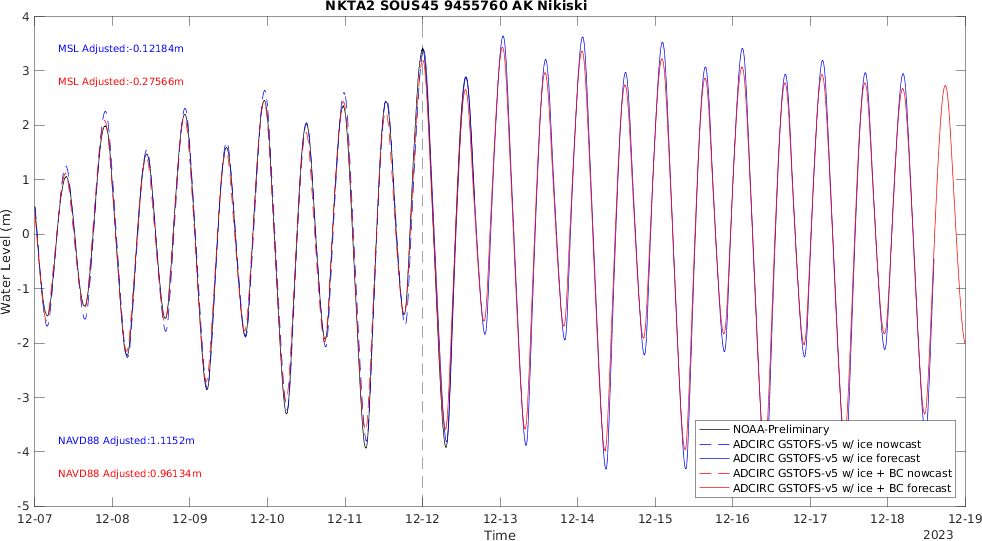 NKTA2 SOUS45 9455760 AK Nikiski
MSL Adjusted:-0.12184m
MSL Adjusted:-0.27566m
NAVD88 Adjusted:1.1152m
NAVD88 Adjusted:0.96134m
Water Level (m)
4
3
2
1
0
-1
-2
-3
-4
-5
NOAA-Preliminary
ADCIRC GSTOFS-v5 w/ ice nowcast
ADCIRC GSTOFS-v5 w/ ice forecast
ADCIRC GSTOFS-v5 w/ ice + BC nowcast
ADCIRC GSTOFS-v5 w/ ice + BC forecast
12-07 12-08 12-09 12-10 12-11 12-12 12-13 12-14 12-15 12-16 12-17 12-18 12-19
Time
2023